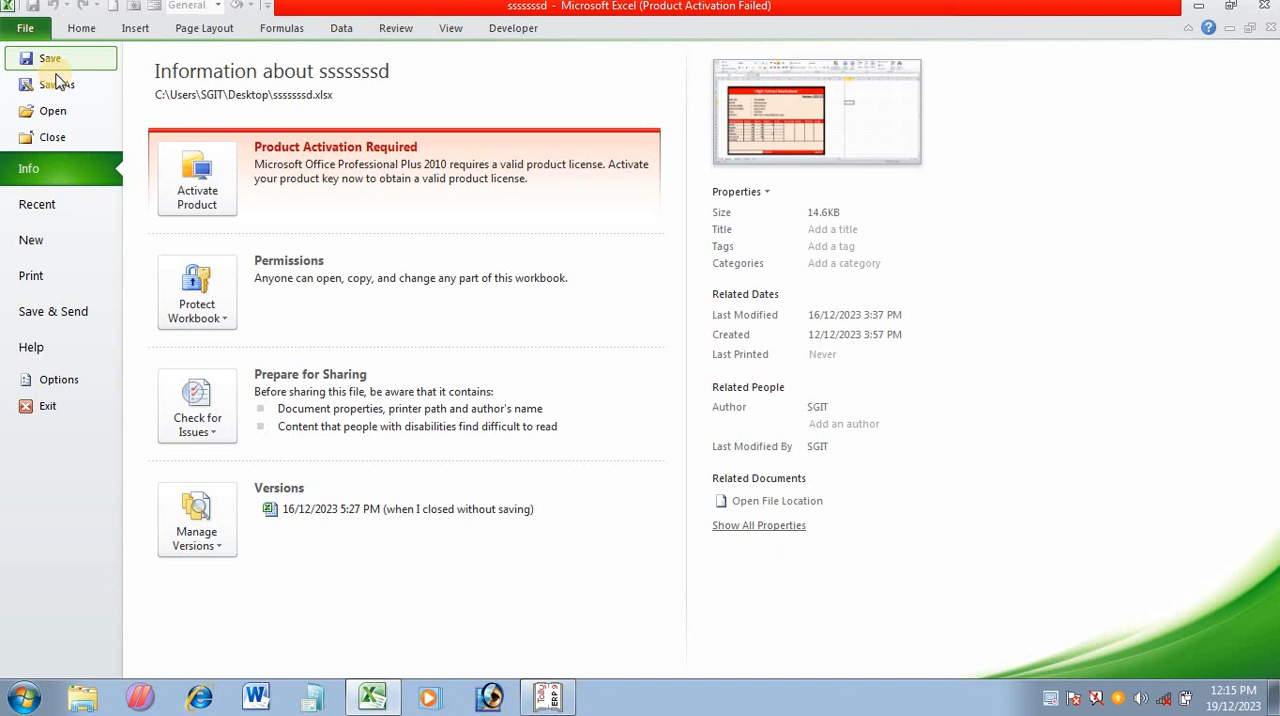 General
sssssssd - Microsoft Excel (Product Activation Failed)
File Home Insert Page Layout Formulas Data Review View Developer
Save
Open
Close
Info
Recent
New
Print
Save & Send
Help
Options
Exit
Information about sssssssd
C:\Users\SGIT\Desktop\sssssssd.xlsx
Product Activation Required
Microsoft Office Professional Plus 2010 requires a valid product license. Activate
your product key now to obtain a valid product license.
Activate
Product
Permissions
Anyone can open, copy, and change any part of this workbook.
Protect
Workbook
Prepare for Sharing
Before sharing this file, be aware that it contains:
Document properties, printer path and author's name
Content that people with disabilities find difficult to read
Check for
Issues
Versions
16/12/2023 5:27 PM (when I closed without saving)
Manage
Versions
Properties
Size 14.6KB
Title Add a title
Tags Add a tag
Categories Add a category
Related Dates
Last Modified 16/12/2023 3:37 PM
Created 12/12/2023 3:57 PM
Last Printed Never
Related People
Author SGIT
Add an author
Last Modified By SGIT
Related Documents
Open File Location
Show All Properties
Tally
ERP 9
12:15 PM
19/12/2023